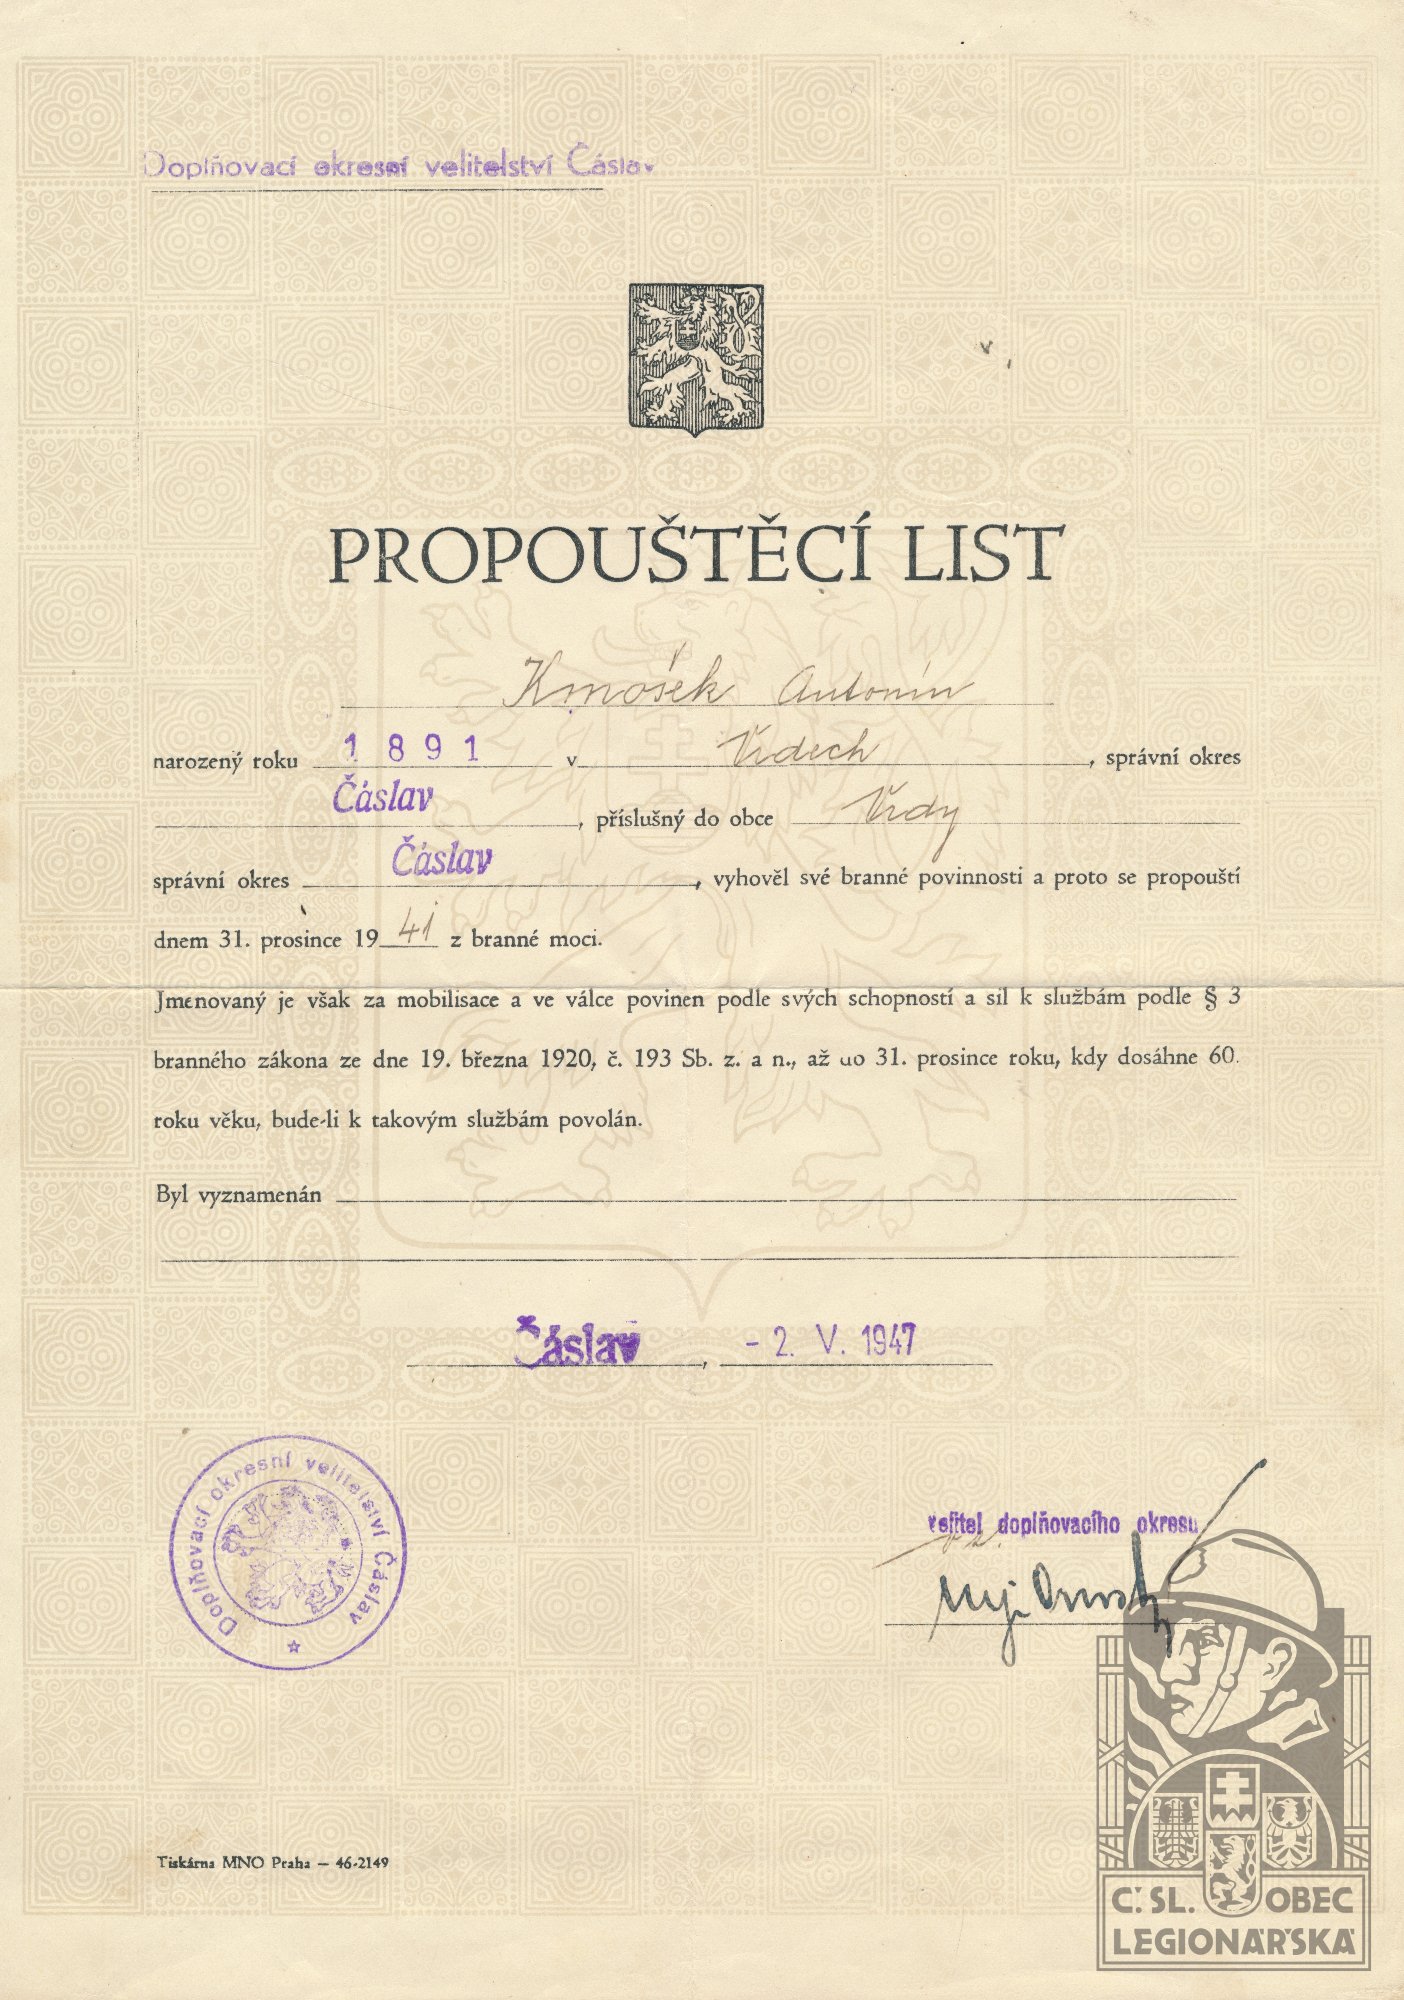 Doplňovací okresní velitelství Čáslav
PROPOUŠTĚCÍ LIST
Kmošek Antonín
narozený roku 1891 v Vrdech, správní okres
Čáslav, příslušný do obce Vrdy
správní okres Čáslav, vyhověl své branné povinnosti a proto se propouští
dnem 31. prosince 1941 z branné moci.
Jmenovaný je však za mobilisace a ve válce povinen podle svých schopností a sil k službám podle § 3
branného zákona ze dne 19. března 1920, č. 193 Sb. z. a n., až do 31. prosince roku, kdy dosáhne 60.
roku věku, bude-li k takovým službám povolán.
Byl vyznamenán
Čáslav, - 2. V. 1947
Doplňovací okresní velitelství Čáslav
velitel doplňovacího okresu
v z.
mjr.
Tiskárna MNO Praha — 46-2149
Č. SL. OBEC
LEGIONÁŘSKÁ